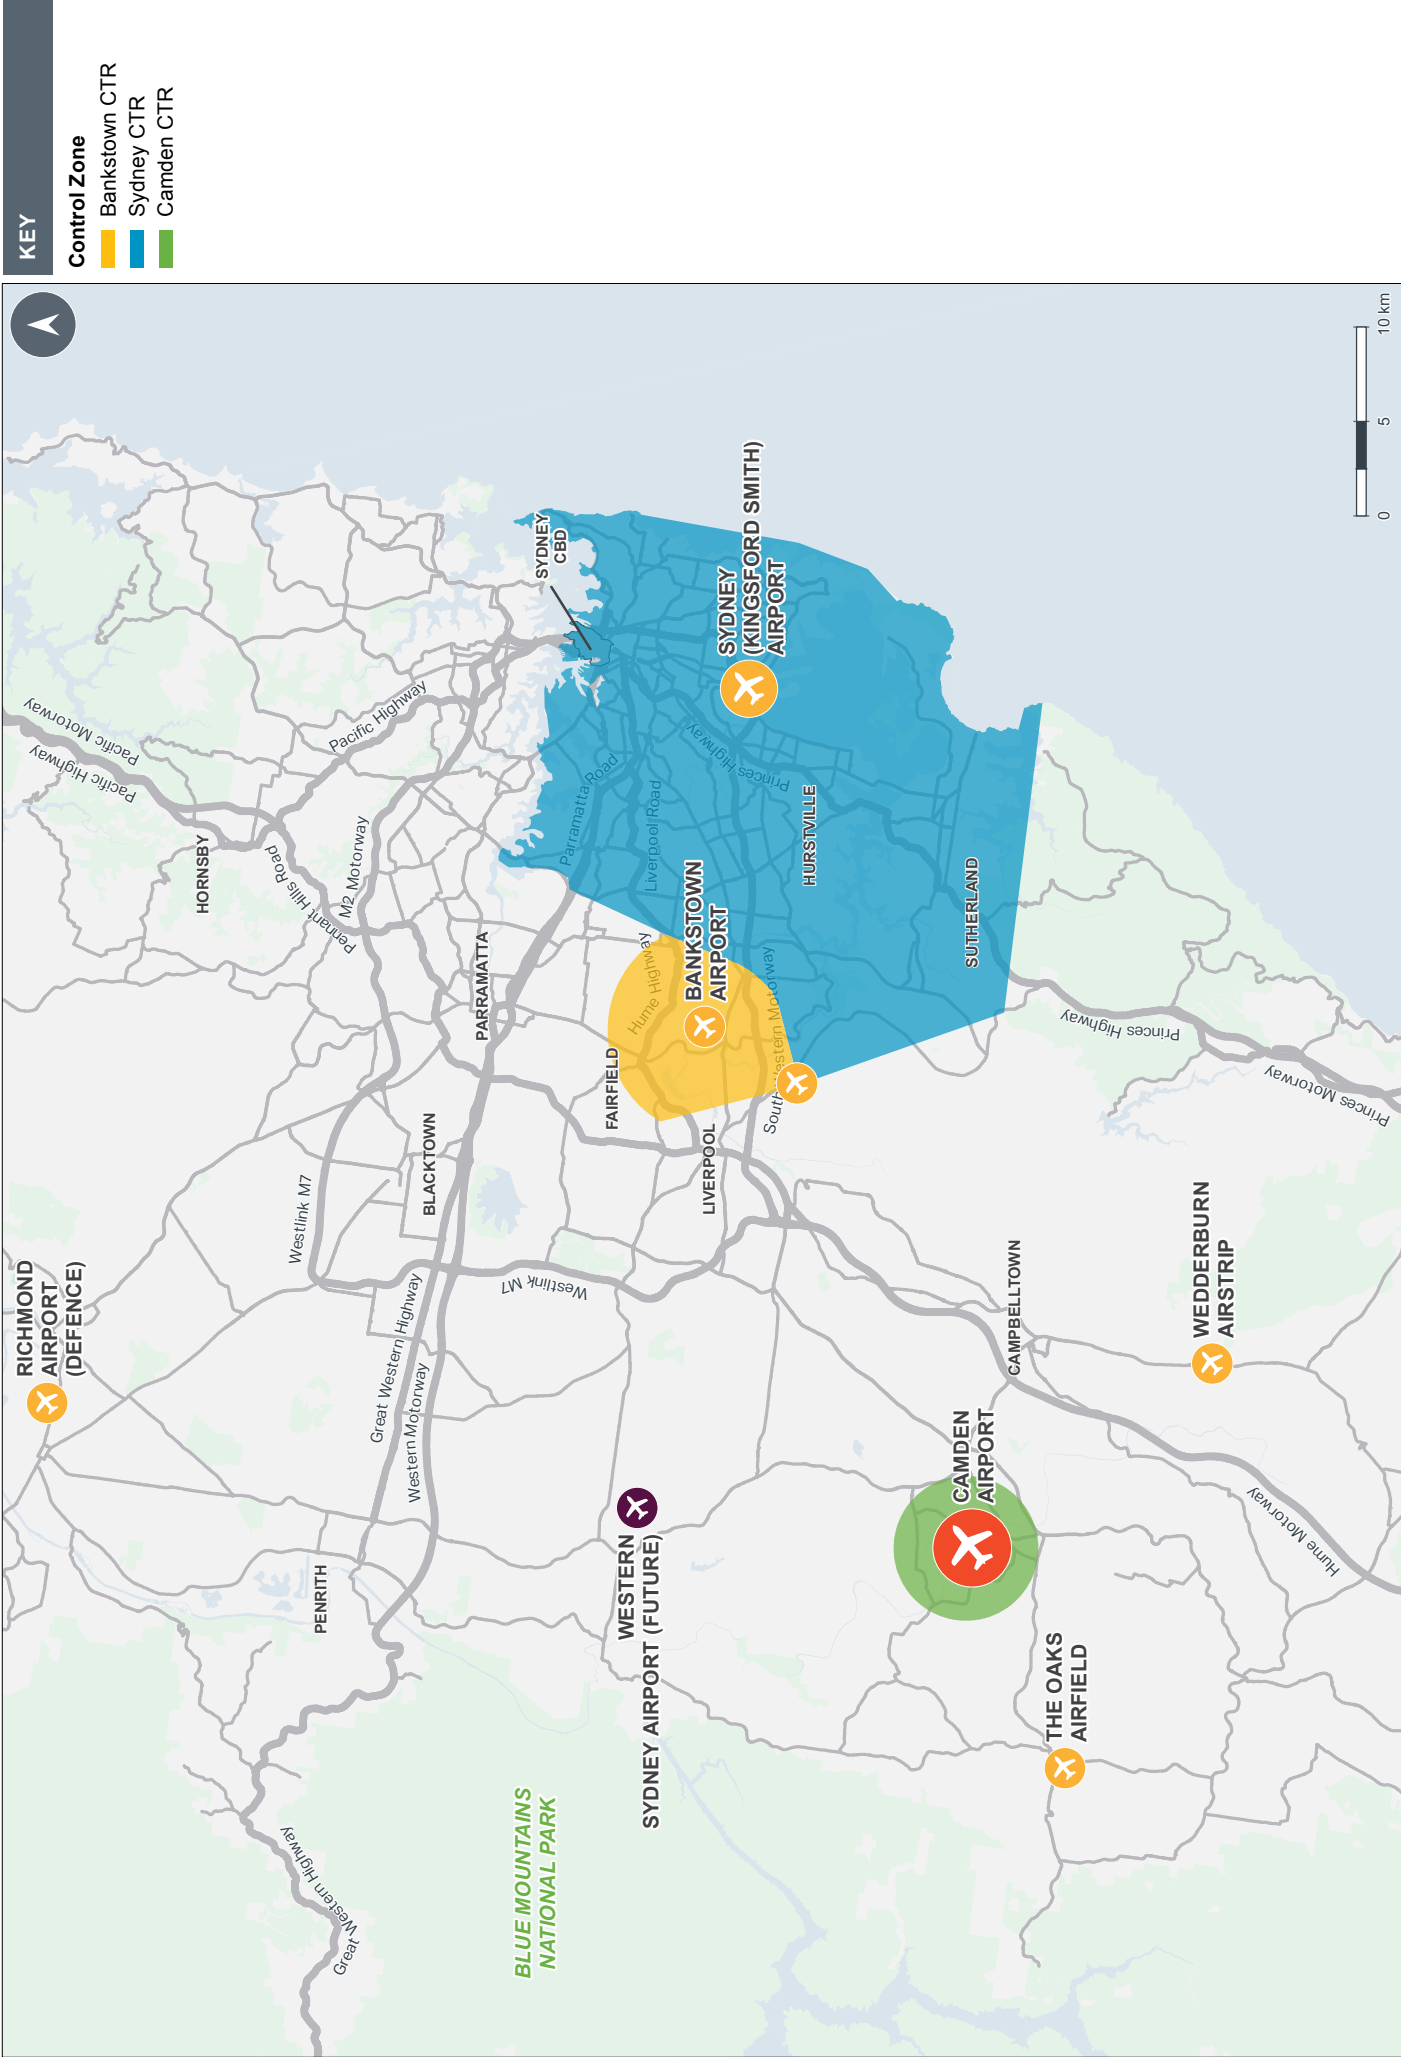 KEY
Control Zone
Bankstown CTR
Sydney CTR
Camden CTR
RICHMOND
AIRPORT
(DEFENCE)
Pacific Motorway
Pacific Highway
HORNSBY
Pacific Highway
Pennant Hills Road
M2 Motorway
Westlink M7
PENRITH
Great Western Highway
Great Western Highway
Western Motorway
BLACKTOWN
PARRAMATTA
Westlink M7
BLUE MOUNTAINS
NATIONAL PARK
SYDNEY
CBD
Parramatta Road
Liverpool Road
Hume Highway
FAIRFIELD
WESTERN
SYDNEY AIRPORT (FUTURE)
LIVERPOOL
BANKSTOWN
AIRPORT
SYDNEY
(KINGSFORD SMITH)
AIRPORT
Princes Highway
South Western Motorway
HURSTVILLE
SUTHERLAND
CAMDEN
AIRPORT
CAMPBELLTOWN
THE OAKS
AIRFIELD
Princes Highway
WEDDERBURN
AIRSTRIP
Hume Motorway
Princes Motorway
Princes Motorway
0 5 10 km